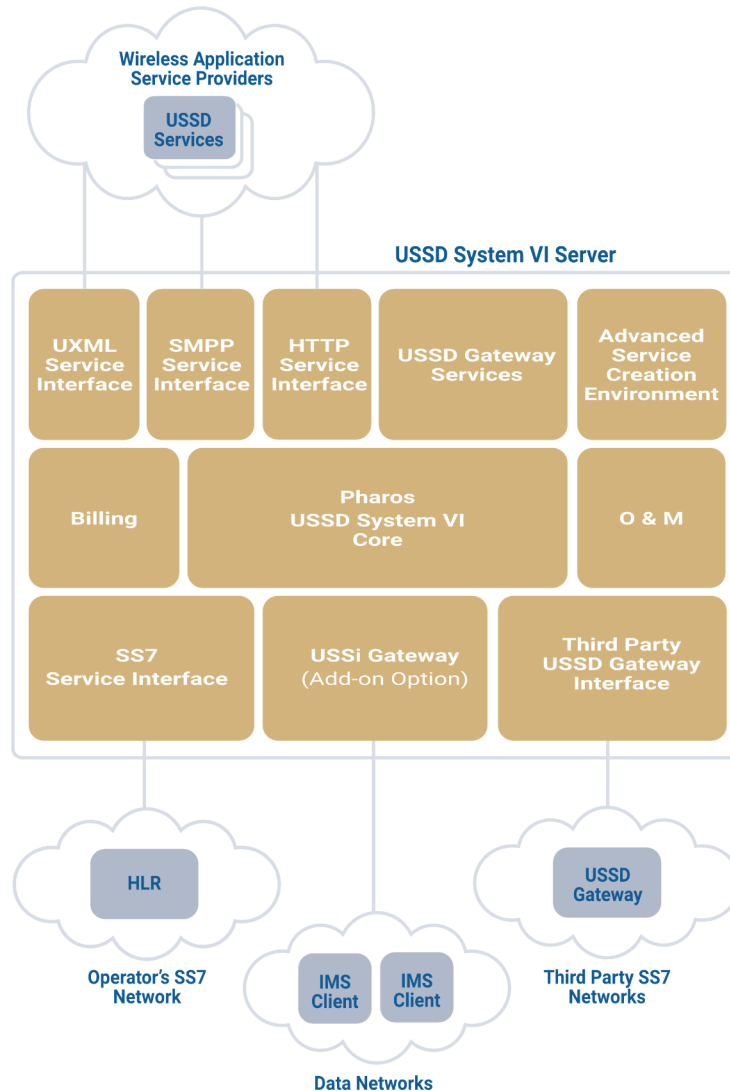 Wireless Application
Service Providers
USSD
Services
USSD System VI Server
UXML
Service
Interface
SMPP
Service
Interface
HTTP
Service
Interface
USSD Gateway
Services
Advanced
Service
Creation
Environment
Billing
Pharos
USSD System VI
Core
O & M
SS7
Service Interface
USSi Gateway
(Add-on Option)
Third Party
USSD Gateway
Interface
HLR
Operator’s SS7
Network
IMS
Client
IMS
Client
Data Networks
USSD
Gateway
Third Party SS7
Networks